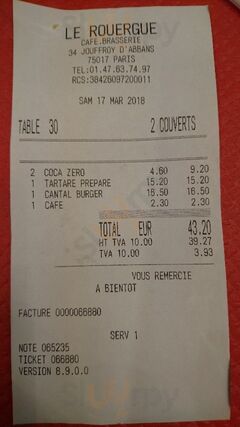 LE ROUERGUE
CAFE.BRASSERIE
34 JOUFFROY D'ABBANS
75017 PARIS
TEL:01.47.63.74.97
RCS:38426097200011
SAM 17 MAR 2018
TABLE 30 2 COUVERTS
2 COCA ZERO 4.60 9.20
1 TARTARE PREPARE 15.20 15.20
1 CANTAL BURGER 16.50 16.50
1 CAFE 2.30 2.30
TOTAL EUR 43.20
HT TVA 10.00 39.27
TVA 10.00 3.93
VOUS REMERCIE
A BIENTOT
FACTURE 0000066880
SERV 1
NOTE 065235
TICKET 066880
VERSION 8.9.0.0